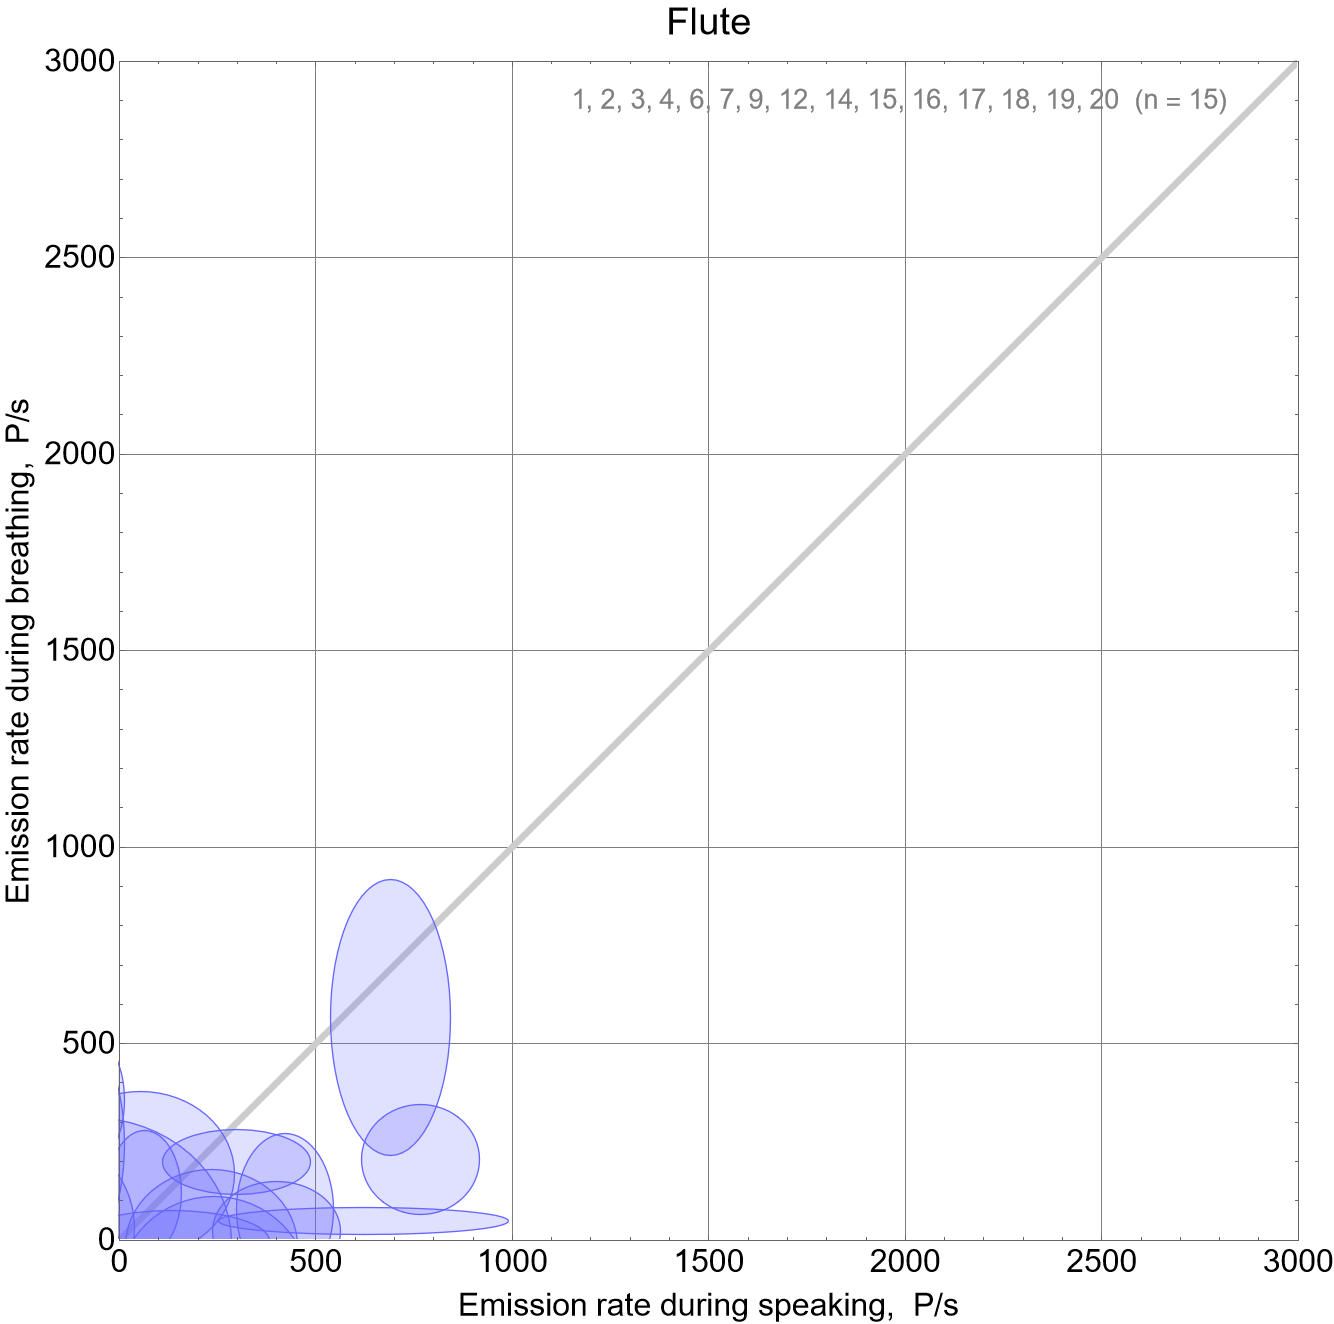 Flute
1, 2, 3, 4, 6, 7, 9, 12, 14, 15, 16, 17, 18, 19, 20 (n = 15)
3000
2500
2000
1500
1000
500
0
Emission rate during breathing, P/s
0 500 1000 1500 2000 2500 3000
Emission rate during speaking, P/s